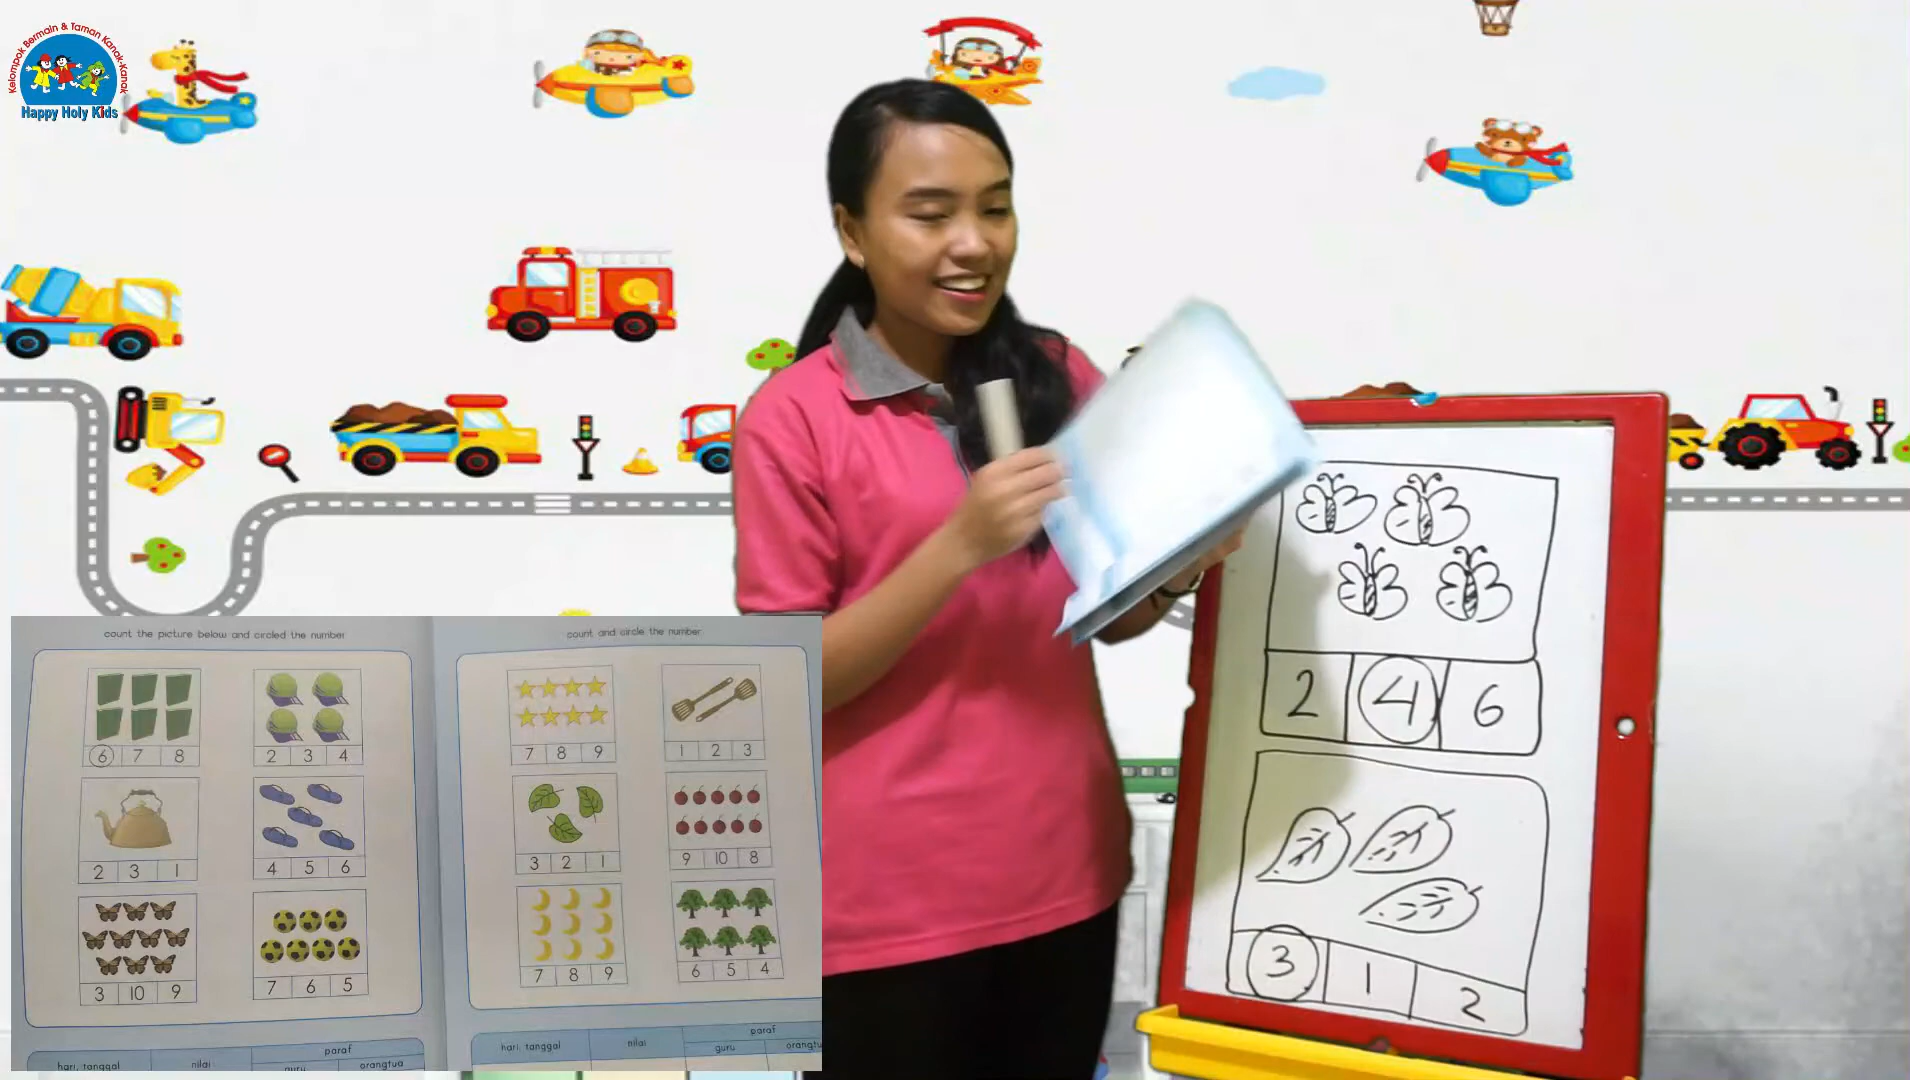 Kelompok Bermain & Taman Kanak-Kanak
Happy Holy Kids
count the picture below and circled the number
6 7 8
2 3 4
2 3 1
4 5 6
3 10 9
7 6 5
hari, tanggal
nilai
paraf
guru
orangtua
count and circle the number
7 8 9
1 2 3
3 2 1
9 10 8
7 8 9
6 5 4
hari, tanggal
nilai
paraf
guru
2 4 6
3 1 2